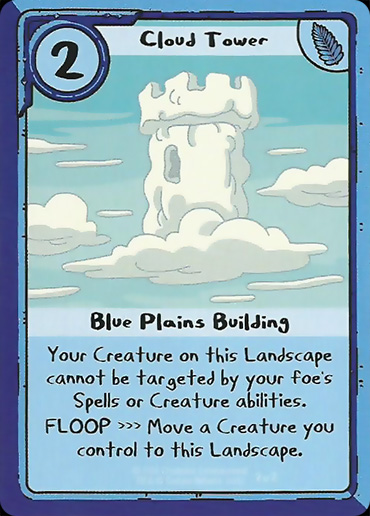 2
Cloud Tower
Blue Plains Building
Your Creature on this Landscape
cannot be targeted by your foe's
Spells or Creature abilities.
FLOOP >>> Move a Creature you
control to this Landscape.